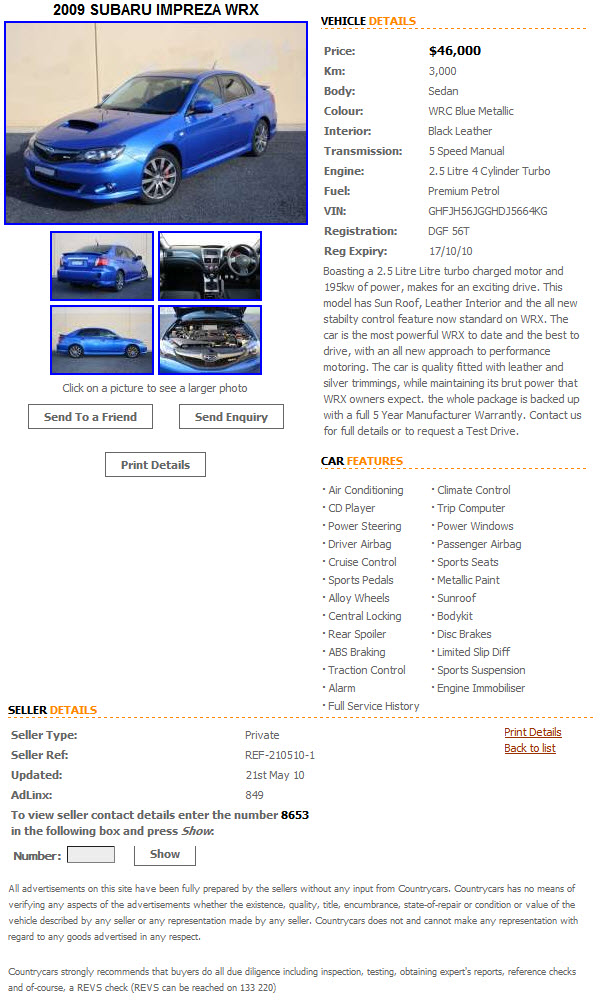 2009 SUBARU IMPREZA WRX
VEHICLE DETAILS
Price: $46,000
Km: 3,000
Body: Sedan
Colour: WRC Blue Metallic
Interior: Black Leather
Transmission: 5 Speed Manual
Engine: 2.5 Litre 4 Cylinder Turbo
Fuel: Premium Petrol
VIN: GHFJH56JGGHDJ5664KG
Registration: DGF 56T
Reg Expiry: 17/10/10
Boasting a 2.5 Litre Litre turbo charged motor and
195kw of power, makes for an exciting drive. This
model has Sun Roof, Leather Interior and the all new
stabilty control feature now standard on WRX. The
car is the most powerful WRX to date and the best to
drive, with an all new approach to performance
motoring. The car is quality fitted with leather and
silver trimmings, while maintaining its brut power that
WRX owners expect. the whole package is backed up
with a full 5 Year Manufacturer Warrantly. Contact us
for full details or to request a Test Drive.
Click on a picture to see a larger photo
Send To a Friend
Send Enquiry
Print Details
CAR FEATURES
· Air Conditioning · Climate Control
· CD Player · Trip Computer
· Power Steering · Power Windows
· Driver Airbag · Passenger Airbag
· Cruise Control · Sports Seats
· Sports Pedals · Metallic Paint
· Alloy Wheels · Sunroof
· Central Locking · Bodykit
· Rear Spoiler · Disc Brakes
· ABS Braking · Limited Slip Diff
· Traction Control · Sports Suspension
· Alarm · Engine Immobiliser
· Full Service History
SELLER DETAILS
Seller Type: Private
Seller Ref: REF-210510-1
Updated: 21st May 10
AdLinx: 849
Print Details
Back to list
To view seller contact details enter the number 8653
in the following box and press Show:
Number: Show
All advertisements on this site have been fully prepared by the sellers without any input from Countrycars. Countrycars has no means of
verifying any aspects of the advertisements whether the existence, quality, title, encumbrance, state-of-repair or condition or value of the
vehicle described by any seller or any representation made by any seller. Countrycars does not and cannot make any representation with
regard to any goods advertised in any respect.
Countrycars strongly recommends that buyers do all due diligence including inspection, testing, obtaining expert's reports, reference checks
and of-course, a REVS check (REVS can be reached on 133 220)